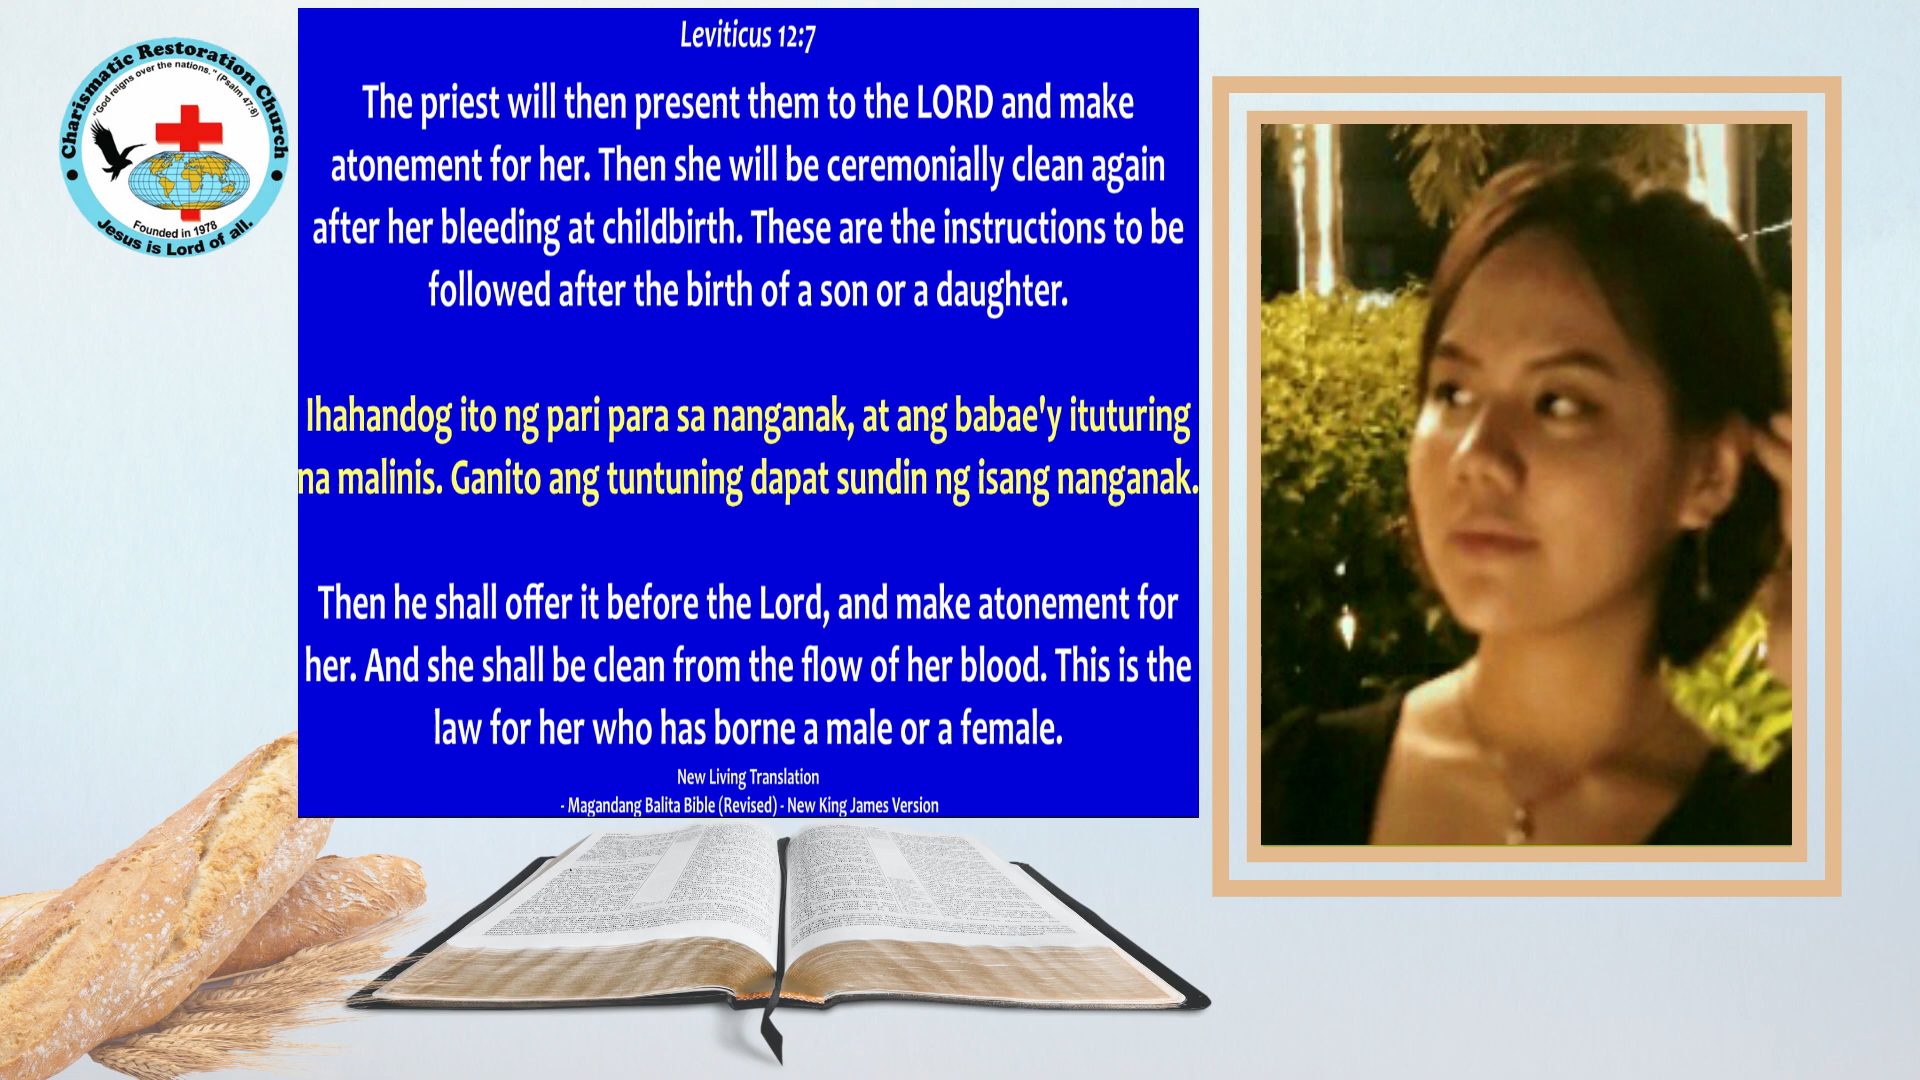 Charismatic Restoration Church
"God reigns over the nations." (Psalm 47:8)
Founded in 1978
Jesus is Lord of all.
Leviticus 12:7
The priest will then present them to the LORD and make
atonement for her. Then she will be ceremonially clean again
after her bleeding at childbirth. These are the instructions to be
followed after the birth of a son or a daughter.
Ihahandog ito ng pari para sa nanganak, at ang babae'y ituturing
na malinis. Ganito ang tuntuning dapat sundin ng isang nanganak.
Then he shall offer it before the Lord, and make atonement for
her. And she shall be clean from the flow of her blood. This is the
law for her who has borne a male or a female.
New Living Translation
- Magandang Balita Bible (Revised) - New King James Version